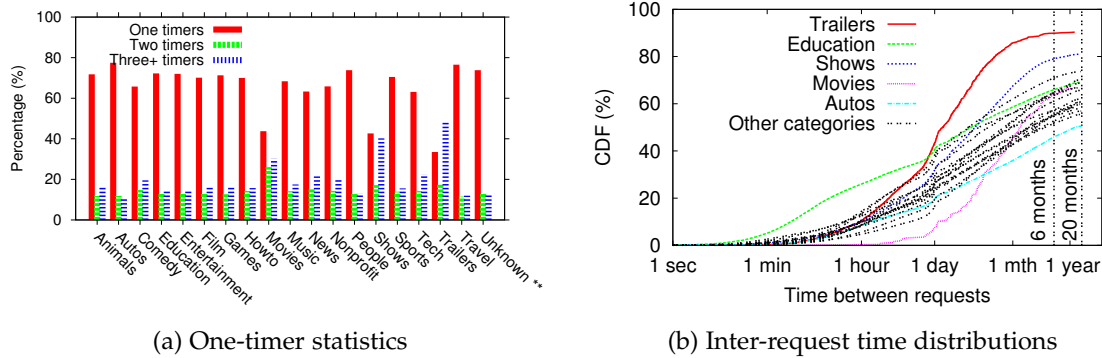 100
80
60
40
20
0
Percentage (%)
One timers
Two timers
Three+ timers
Animals
Autos
Comedy
Education
Entertainment
Film
Games
Howto
Movies
Music
News
Nonprofit
People
Shows
Sports
Tech
Trailers
Travel
Unknown **
(a) One-timer statistics
100
80
60
40
20
0
CDF (%)
Trailers
Education
Shows
Movies
Autos
Other categories
6 months
20 months
1 sec
1 min
1 hour
1 day
1 mth
1 year
Time between requests
(b) Inter-request time distributions